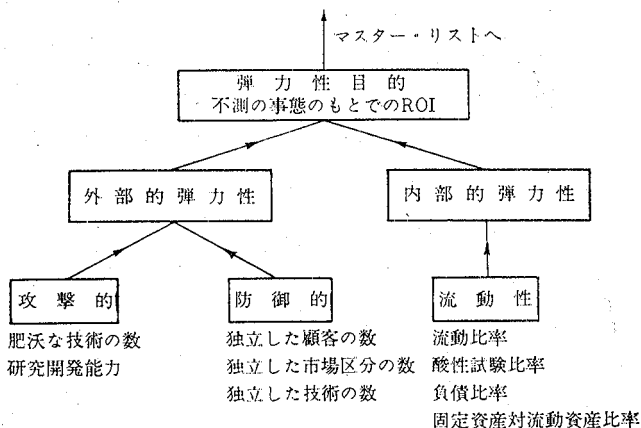 マスター・リストへ
弾力性目的
不測の事態のもとでのROI
外部的弾力性
内部的弾力性
攻撃的
防御的
流動性
肥沃な技術の数
研究開発能力
独立した顧客の数
独立した市場区分の数
独立した技術の数
流動比率
酸性試験比率
負債比率
固定資産対流動資産比率